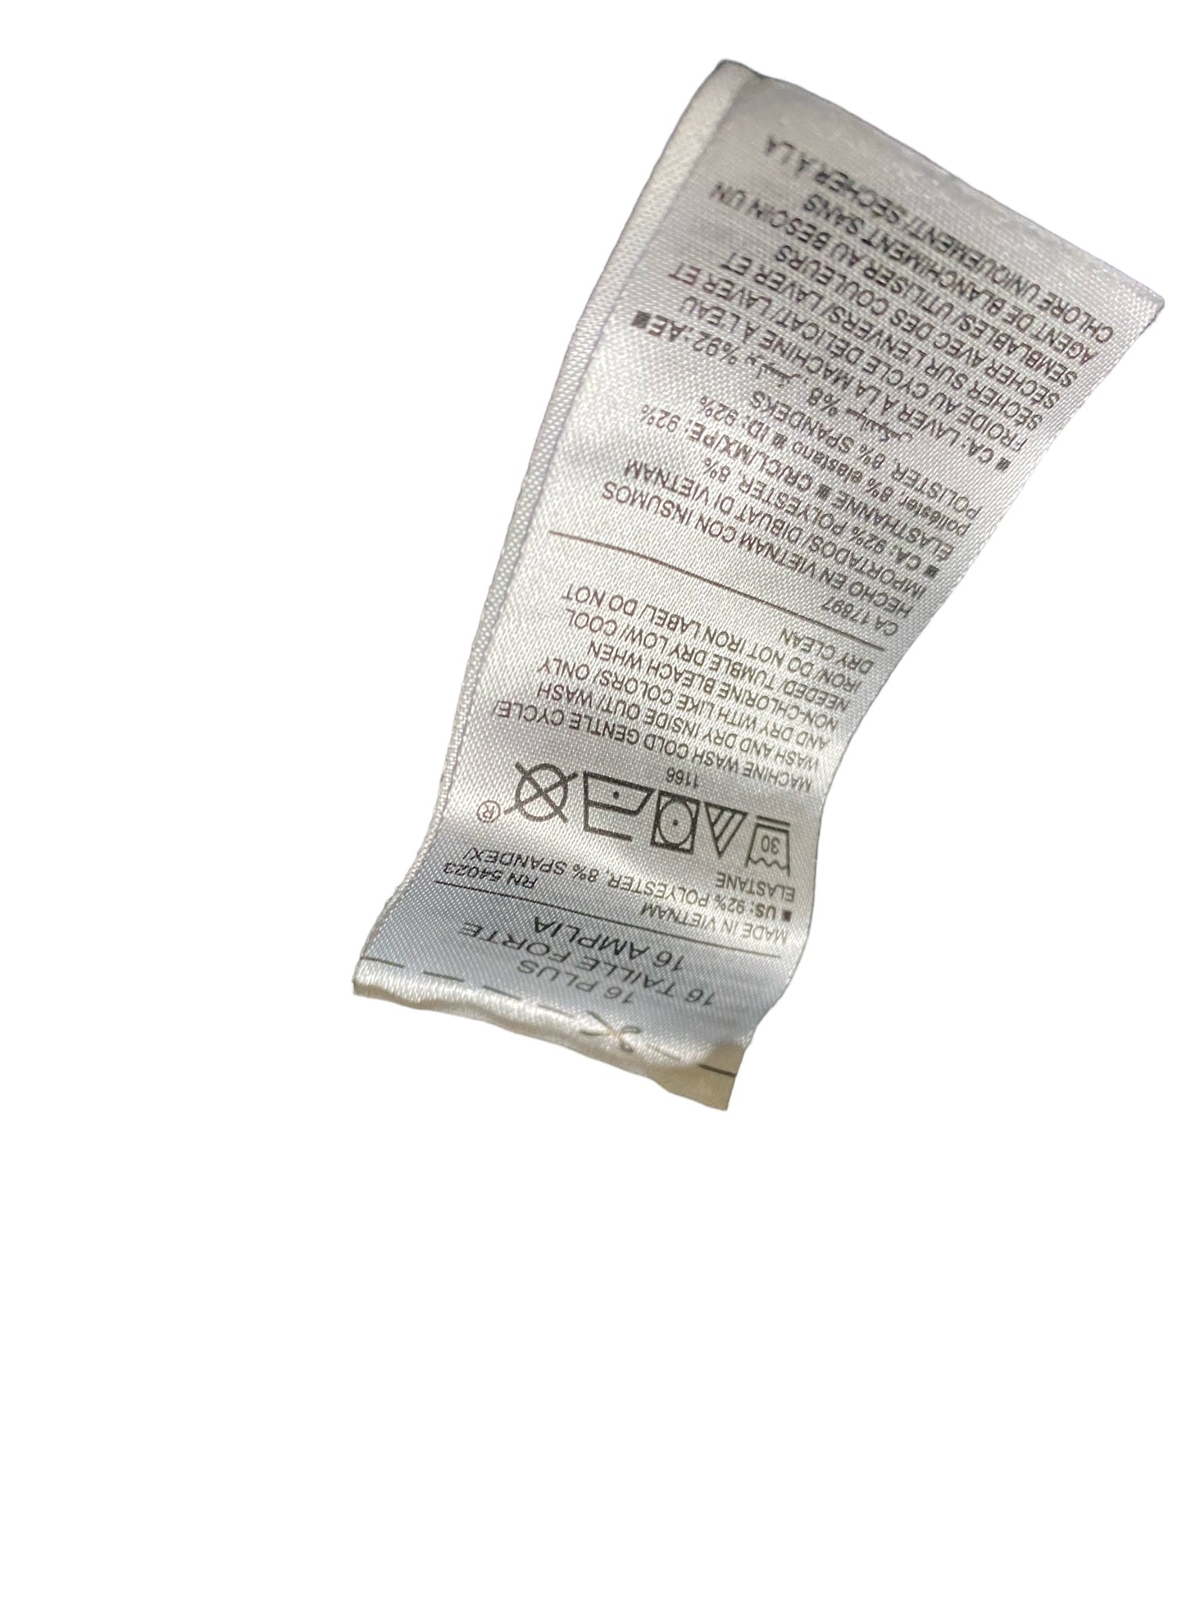 16 PLUS
16 TAILLE FORTE
16 AMPLIA
MADE IN VIETNAM RN 54023
■ US: 92% POLYESTER, 8% SPANDEX/
ELASTANE
30
®
1166
MACHINE WASH COLD GENTLE CYCLE/
WASH AND DRY INSIDE OUT/ WASH
AND DRY WITH LIKE COLORS/ ONLY
NON-CHLORINE BLEACH WHEN
NEEDED/ TUMBLE DRY LOW/ COOL
IRON/ DO NOT IRON LABEL/ DO NOT
DRY CLEAN
CA 17897
HECHO EN VIETNAM CON INSUMOS
IMPORTADOS/ DIBUAT DI VIETNAM
■ CA: 92% POLYESTER, 8%
ÉLASTHANNE ■ CR/CL/MX/PE: 92%
poliéster, 8% elastano ■ ID: 92%
POLISTER, 8% SPANDEKS
■ AE، 92% بوليستر، 8%
■ CA: LAVER À LA MACHINE À L'EAU
FROIDE AU CYCLE DÉLICAT/ LAVER ET
SÉCHER SUR L'ENVERS/ LAVER ET
SÉCHER AVEC DES COULEURS
SEMBLABLES/ UTILISER AU BESOIN UN
AGENT DE BLANCHIMENT SANS
CHLORE UNIQUEMENT/ SÉCHER À LA